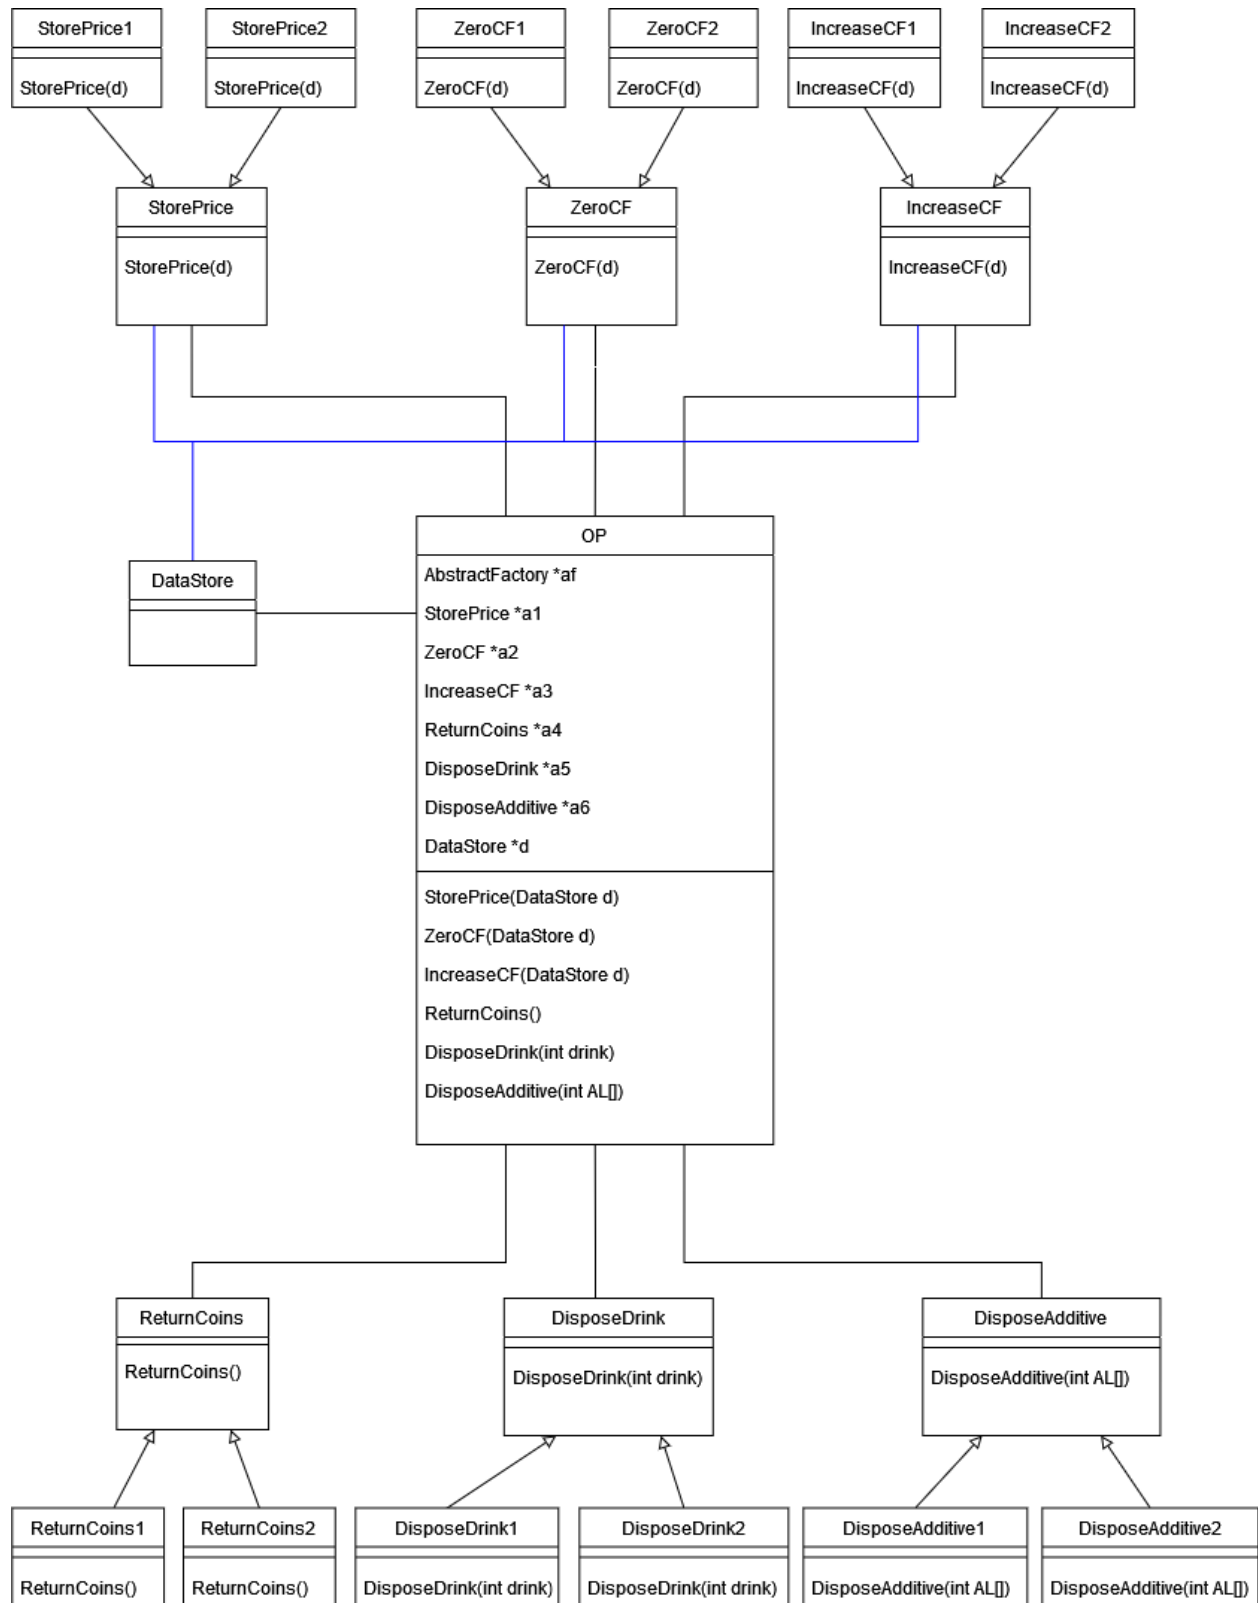 StorePrice1
StorePrice2
ZeroCF1
ZeroCF2
IncreaseCF1
IncreaseCF2
StorePrice(d)
StorePrice(d)
ZeroCF(d)
ZeroCF(d)
IncreaseCF(d)
IncreaseCF(d)
StorePrice
ZeroCF
IncreaseCF
StorePrice(d)
ZeroCF(d)
IncreaseCF(d)
OP
AbstractFactory *af
DataStore
StorePrice *a1
ZeroCF *a2
IncreaseCF *a3
ReturnCoins *a4
DisposeDrink *a5
DisposeAdditive *a6
DataStore *d
StorePrice(DataStore d)
ZeroCF(DataStore d)
IncreaseCF(DataStore d)
ReturnCoins()
DisposeDrink(int drink)
DisposeAdditive(int AL[])
ReturnCoins
DisposeDrink
DisposeAdditive
ReturnCoins()
DisposeDrink(int drink)
DisposeAdditive(int AL[])
ReturnCoins1
ReturnCoins2
DisposeDrink1
DisposeDrink2
DisposeAdditive1
DisposeAdditive2
ReturnCoins()
ReturnCoins()
DisposeDrink(int drink)
DisposeDrink(int drink)
DisposeAdditive(int AL[])
DisposeAdditive(int AL[])